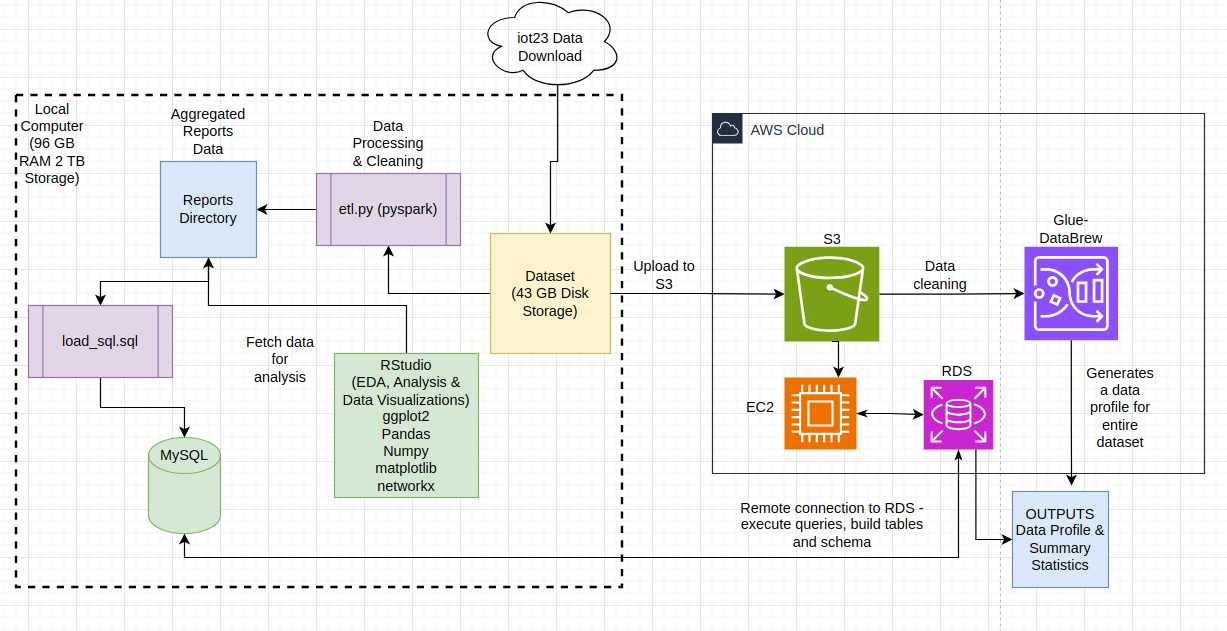 iot23 Data
Download
Local
Computer
(96 GB
RAM 2 TB
Storage)
Aggregated
Reports
Data
Data
Processing
& Cleaning
Reports
Directory
etl.py (pyspark)
Dataset
(43 GB Disk
Storage)
Upload to
S3
load_sql.sql
Fetch data
for
analysis
RStudio
(EDA, Analysis &
Data Visualizations)
ggplot2
Pandas
Numpy
matplotlib
networkx
MySQL
AWS Cloud
S3
Data
cleaning
Glue-
DataBrew
EC2
RDS
Generates
a data
profile for
entire
dataset
Remote connection to RDS -
execute queries, build tables
and schema
OUTPUTS
Data Profile &
Summary
Statistics